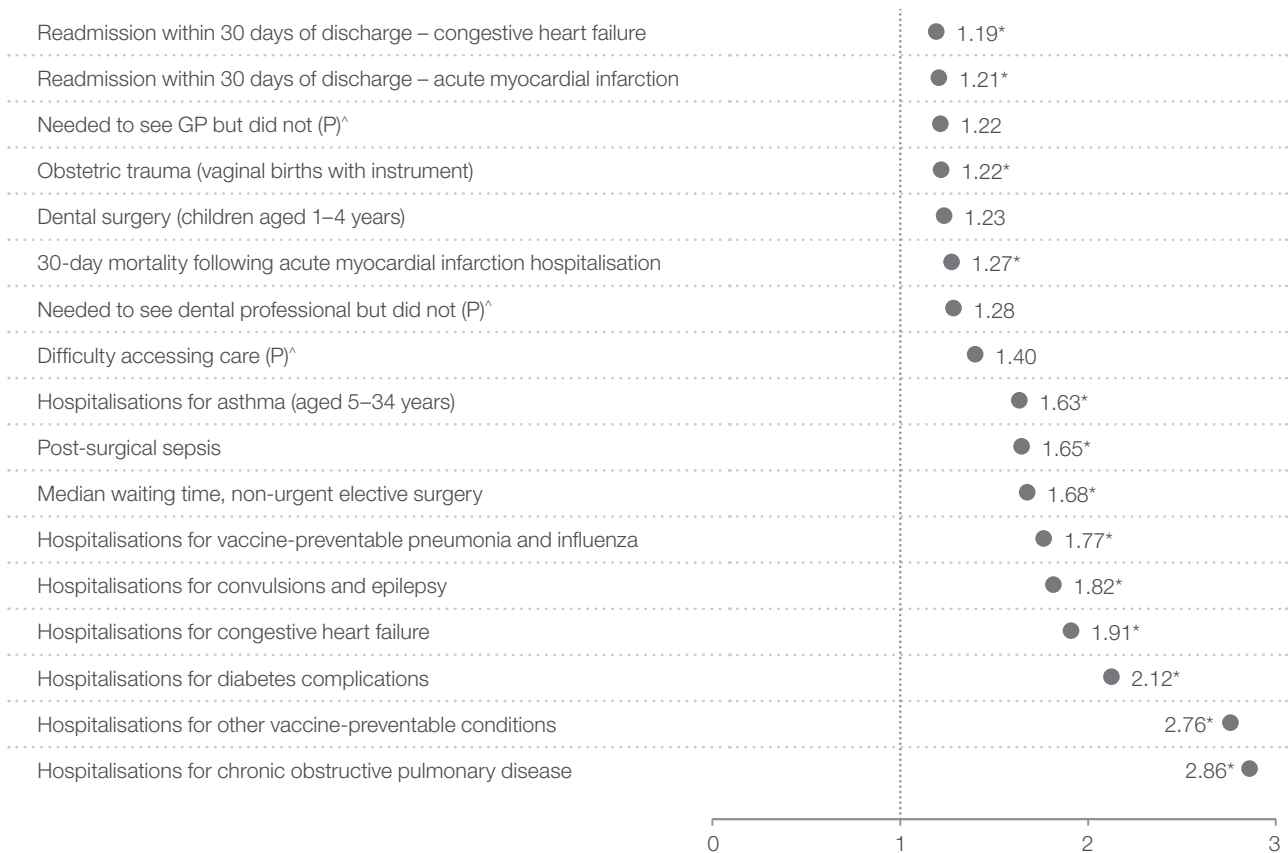 Readmission within 30 days of discharge – congestive heart failure 1.19*
Readmission within 30 days of discharge – acute myocardial infarction 1.21*
Needed to see GP but did not (P)^ 1.22
Obstetric trauma (vaginal births with instrument) 1.22*
Dental surgery (children aged 1–4 years) 1.23
30-day mortality following acute myocardial infarction hospitalisation 1.27*
Needed to see dental professional but did not (P)^ 1.28
Difficulty accessing care (P)^ 1.40
Hospitalisations for asthma (aged 5–34 years) 1.63*
Post-surgical sepsis 1.65*
Median waiting time, non-urgent elective surgery 1.68*
Hospitalisations for vaccine-preventable pneumonia and influenza 1.77*
Hospitalisations for convulsions and epilepsy 1.82*
Hospitalisations for congestive heart failure 1.91*
Hospitalisations for diabetes complications 2.12*
Hospitalisations for other vaccine-preventable conditions 2.76*
Hospitalisations for chronic obstructive pulmonary disease 2.86*
0 1 2 3